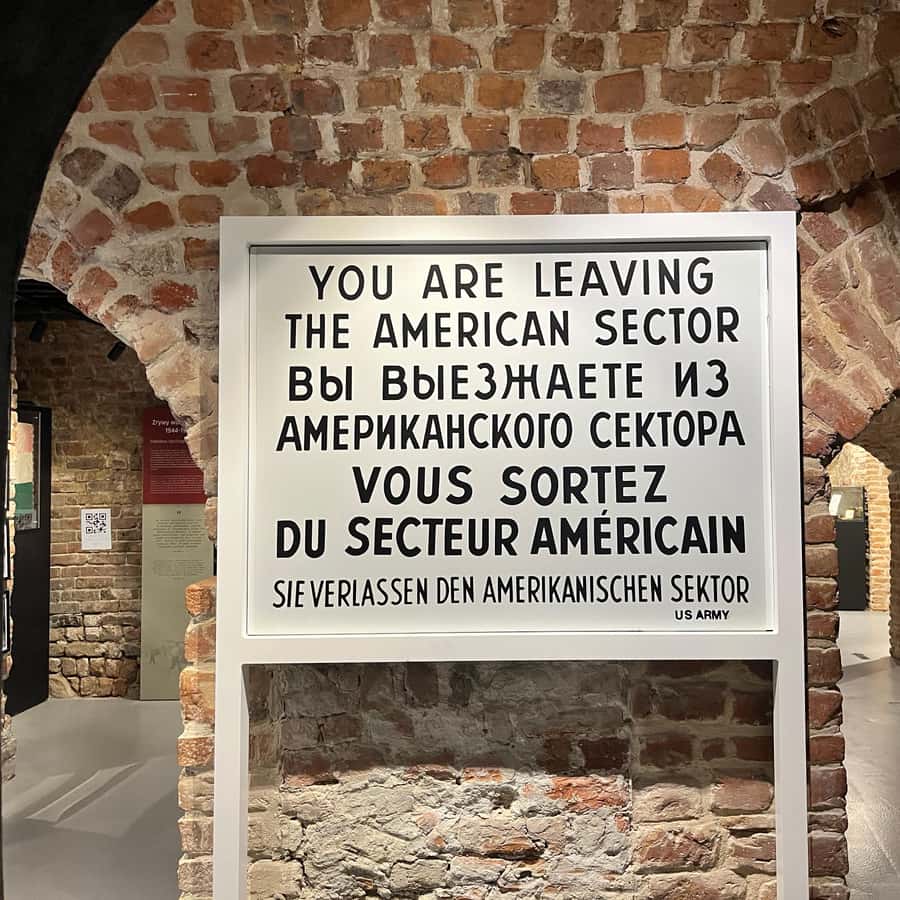 YOU ARE LEAVING
THE AMERICAN SECTOR
ВЫ ВЫЕЗЖАЕТЕ ИЗ
АМЕРИКАНСКОГО СЕКТОРА
VOUS SORTEZ
DU SECTEUR AMÉRICAIN
SIE VERLASSEN DEN AMERIKANISCHEN SEKTOR
US ARMY
Zrywy